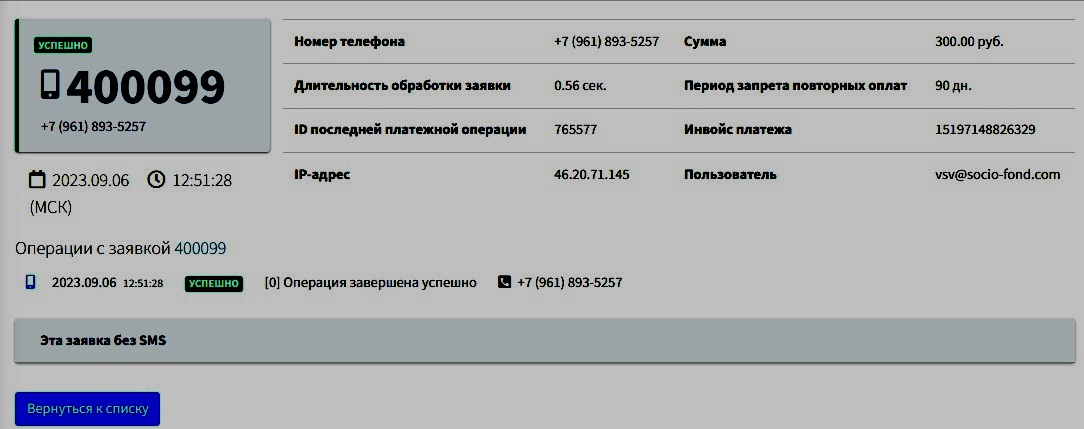 УСПЕШНО
400099
+7 (961) 893-5257
2023.09.06 12:51:28
(МСК)
Номер телефона +7 (961) 893-5257 Сумма 300.00 руб.
Длительность обработки заявки 0.56 сек. Период запрета повторных оплат 90 дн.
ID последней платежной операции 765577 Инвойс платежа 15197148826329
IP-адрес 46.20.71.145 Пользователь vsv@socio-fond.com
Операции с заявкой 400099
2023.09.06 12:51:28 УСПЕШНО [0] Операция завершена успешно +7 (961) 893-5257
Эта заявка без SMS
Вернуться к списку